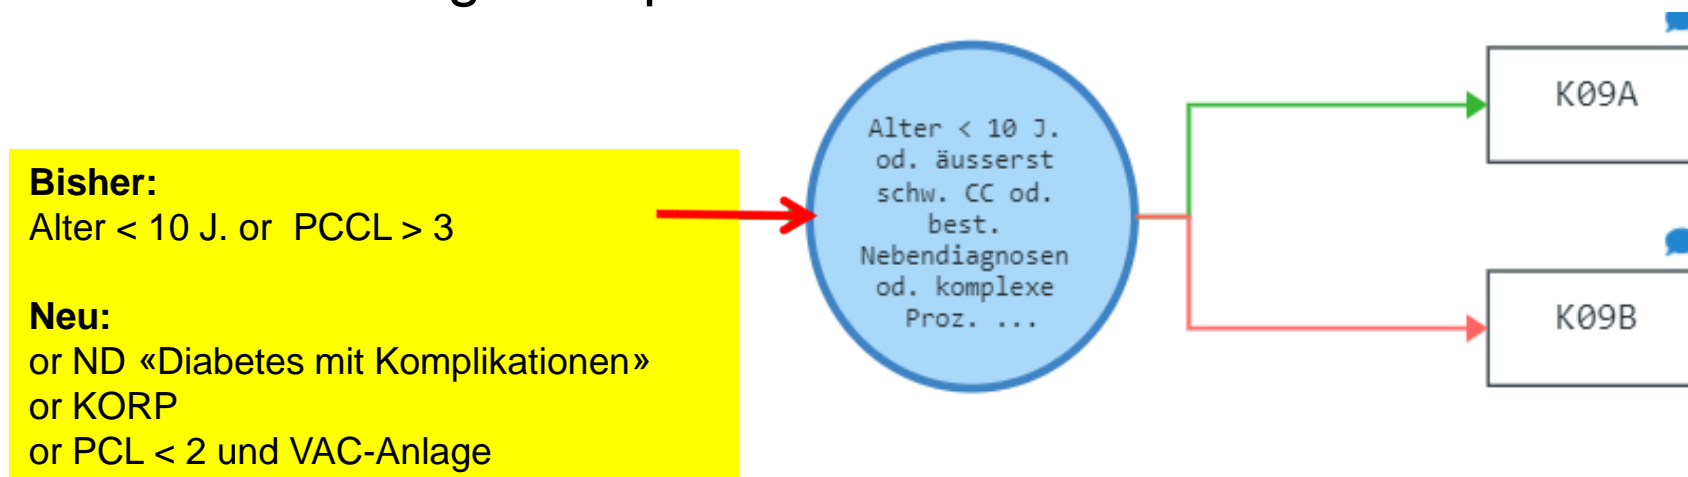 Bisher:
Alter < 10 J. or PCCL > 3
Neu:
or ND «Diabetes mit Komplikationen»
or KORP
or PCL < 2 und VAC-Anlage
Alter < 10 J.
od. äusserst
schw. CC od.
best.
Nebendiagnosen
od. komplexe
Proz. ...
K09A
K09B